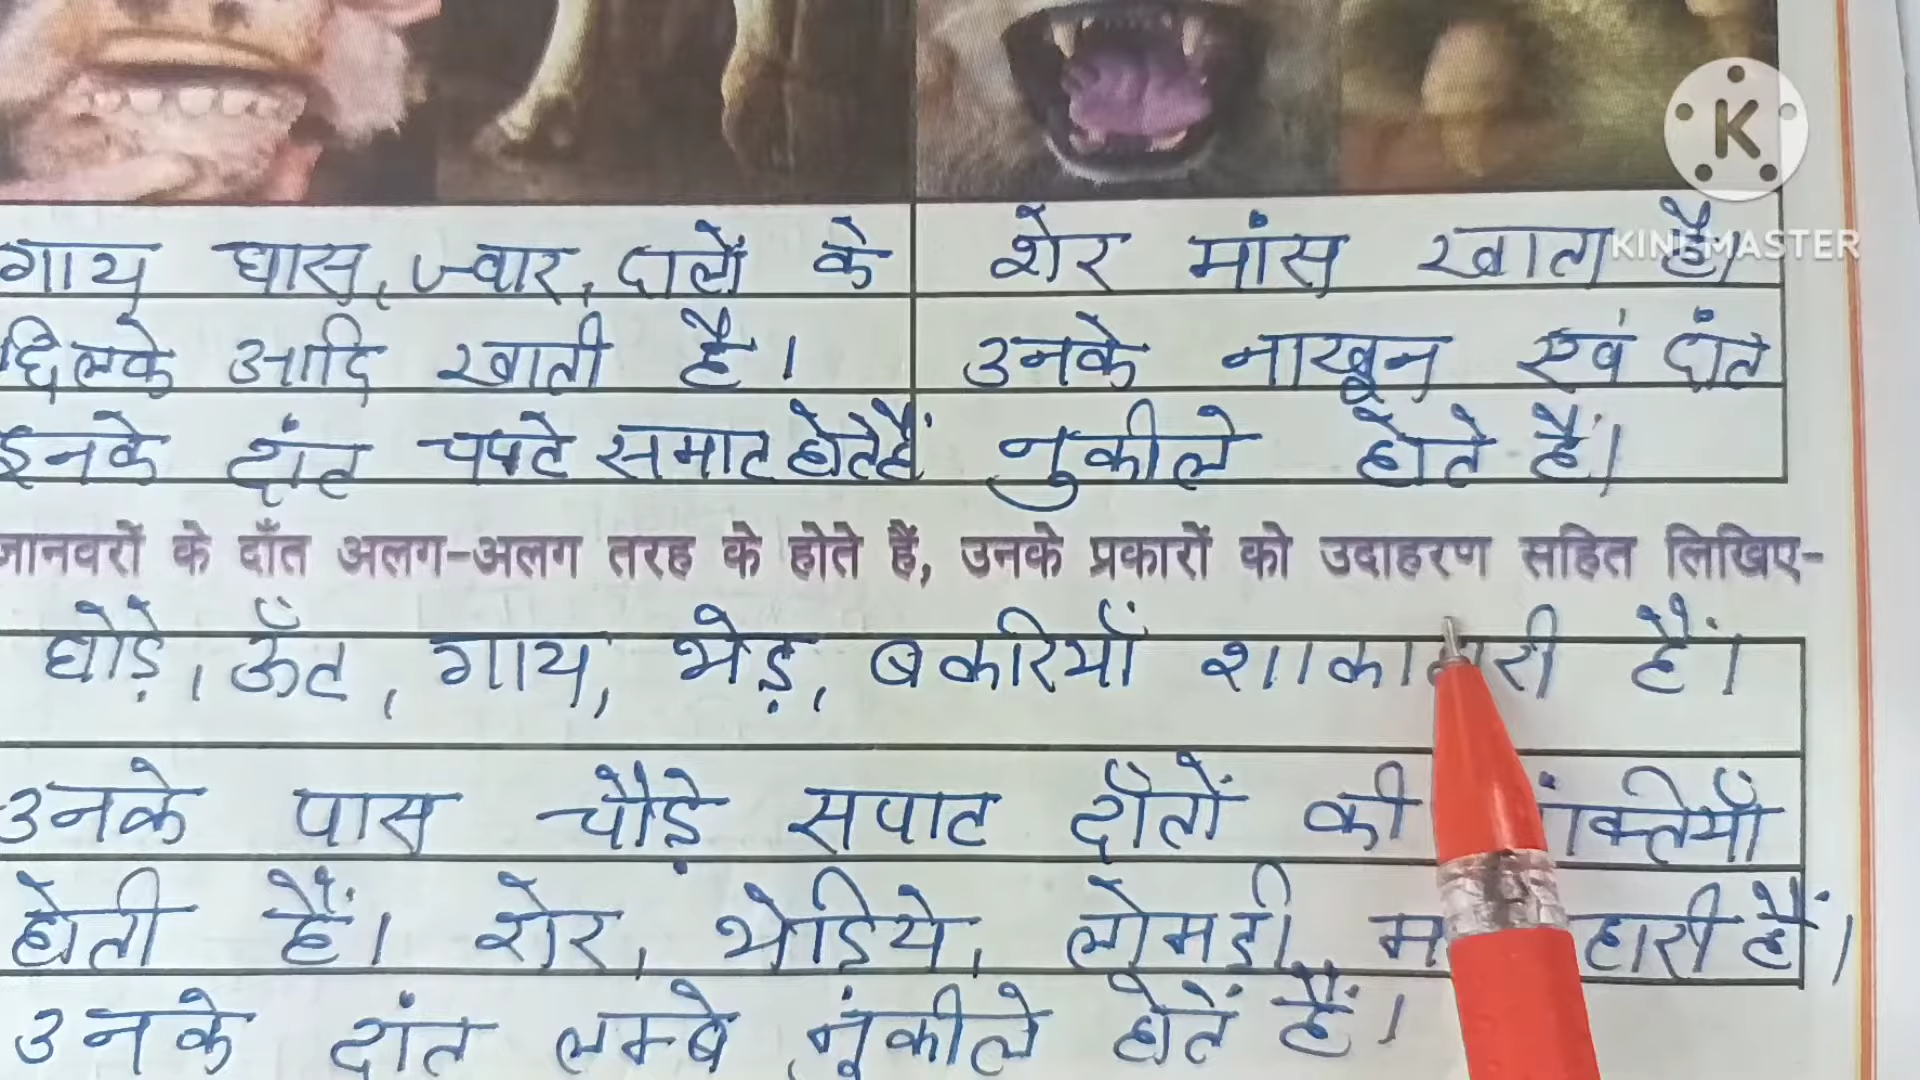 KINEMASTER
गाय घास, ज्वार, दालों के
छिलके आदि खाती है।
इनके दांत चपटे समाट होते हैं
शेर मांस खाता है।
उनके नाखून एवं दांत
नुकीले होते हैं।
जानवरों के दाँत अलग-अलग तरह के होते हैं, उनके प्रकारों को उदाहरण सहित लिखिए-
घोड़े, ऊँट, गाय, भेड़, बकरियाँ हैं।
उनके पास चौड़े सपाट दाँतों की
होती हैं। शेर, भेड़िये, लोमड़ी हैं।
उनके दांत लम्बे, नुंकीले होतें हैं।